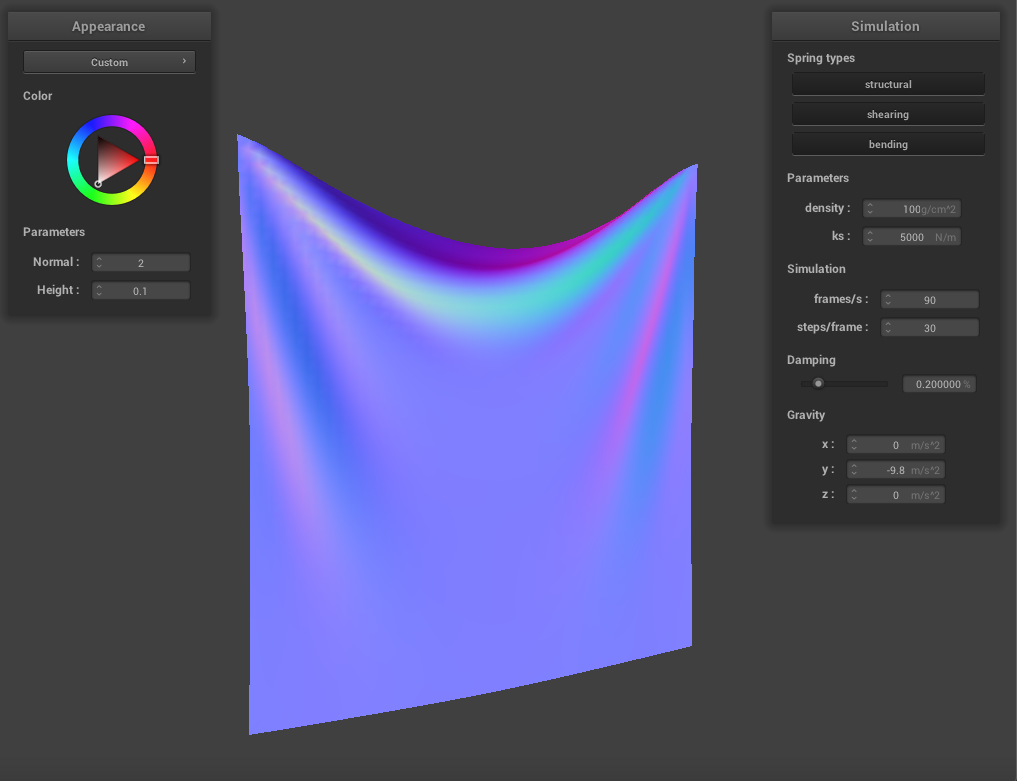 Appearance
Custom ›
Color
Parameters
Normal : 2
Height : 0.1
Simulation
Spring types
structural
shearing
bending
Parameters
density : 100 g/cm^2
ks : 5000 N/m
Simulation
frames/s : 90
steps/frame : 30
Damping
0.200000 %
Gravity
x : 0 m/s^2
y : -9.8 m/s^2
z : 0 m/s^2